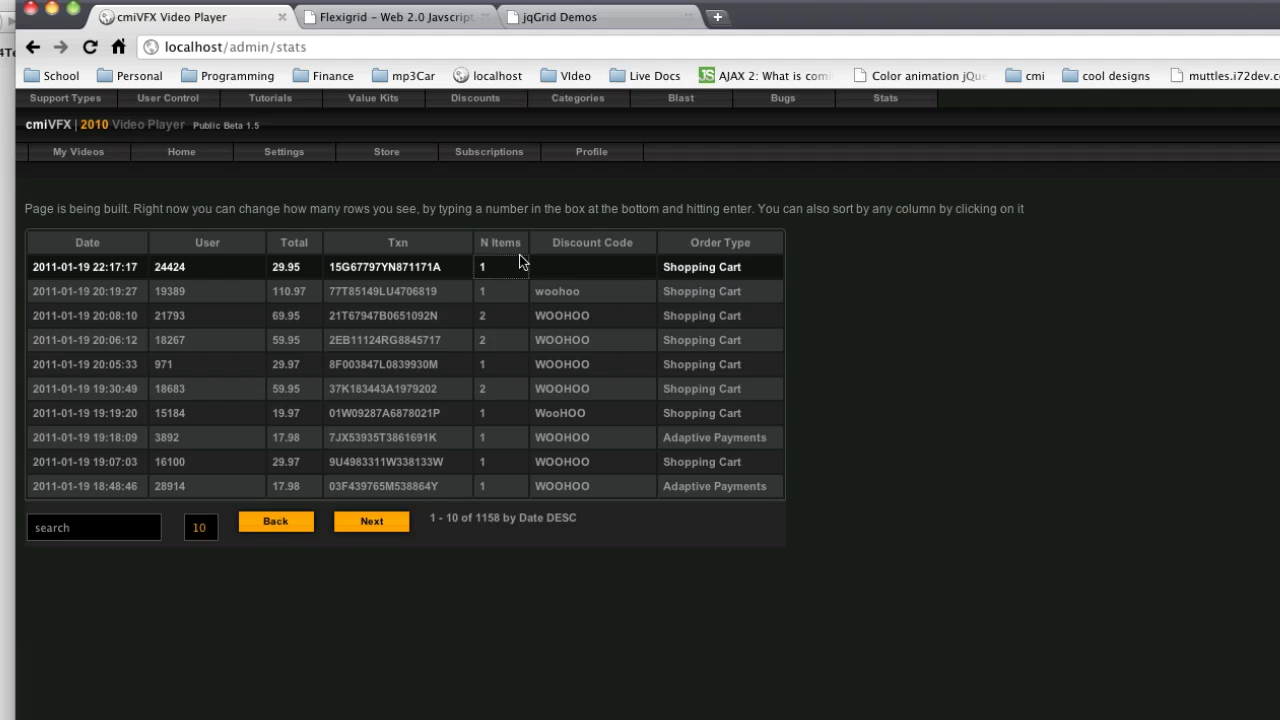 cmiVFX Video Player
Flexigrid – Web 2.0 Javscript
jqGrid Demos
localhost/admin/stats
School Personal Programming Finance mp3Car localhost VIdeo Live Docs AJAX 2: What is comi Color animation jQue cmi cool designs muttles.i72dev.c
Support Types User Control Tutorials Value Kits Discounts Categories Blast Bugs Stats
cmiVFX | 2010 Video Player Public Beta 1.5
My Videos Home Settings Store Subscriptions Profile
Page is being built. Right now you can change how many rows you see, by typing a number in the box at the bottom and hitting enter. You can also sort by any column by clicking on it
Date User Total Txn N Items Discount Code Order Type
2011-01-19 22:17:17 24424 29.95 15G67797YN871171A 1 Shopping Cart
2011-01-19 20:19:27 19389 110.97 77T85149LU4706819 1 woohoo Shopping Cart
2011-01-19 20:08:10 21793 69.95 21T67947B0651092N 2 WOOHOO Shopping Cart
2011-01-19 20:06:12 18267 59.95 2EB11124RG8845717 2 WOOHOO Shopping Cart
2011-01-19 20:05:33 971 29.97 8F003847L0839930M 1 WOOHOO Shopping Cart
2011-01-19 19:30:49 18683 59.95 37K183443A1979202 2 WOOHOO Shopping Cart
2011-01-19 19:19:20 15184 19.97 01W09287A6878021P 1 WooHOO Shopping Cart
2011-01-19 19:18:09 3892 17.98 7JX53935T3861691K 1 WOOHOO Adaptive Payments
2011-01-19 19:07:03 16100 29.97 9U4983311W338133W 1 WOOHOO Shopping Cart
2011-01-19 18:48:46 28914 17.98 03F439765M538864Y 1 WOOHOO Adaptive Payments
search 10 Back Next 1 - 10 of 1158 by Date DESC